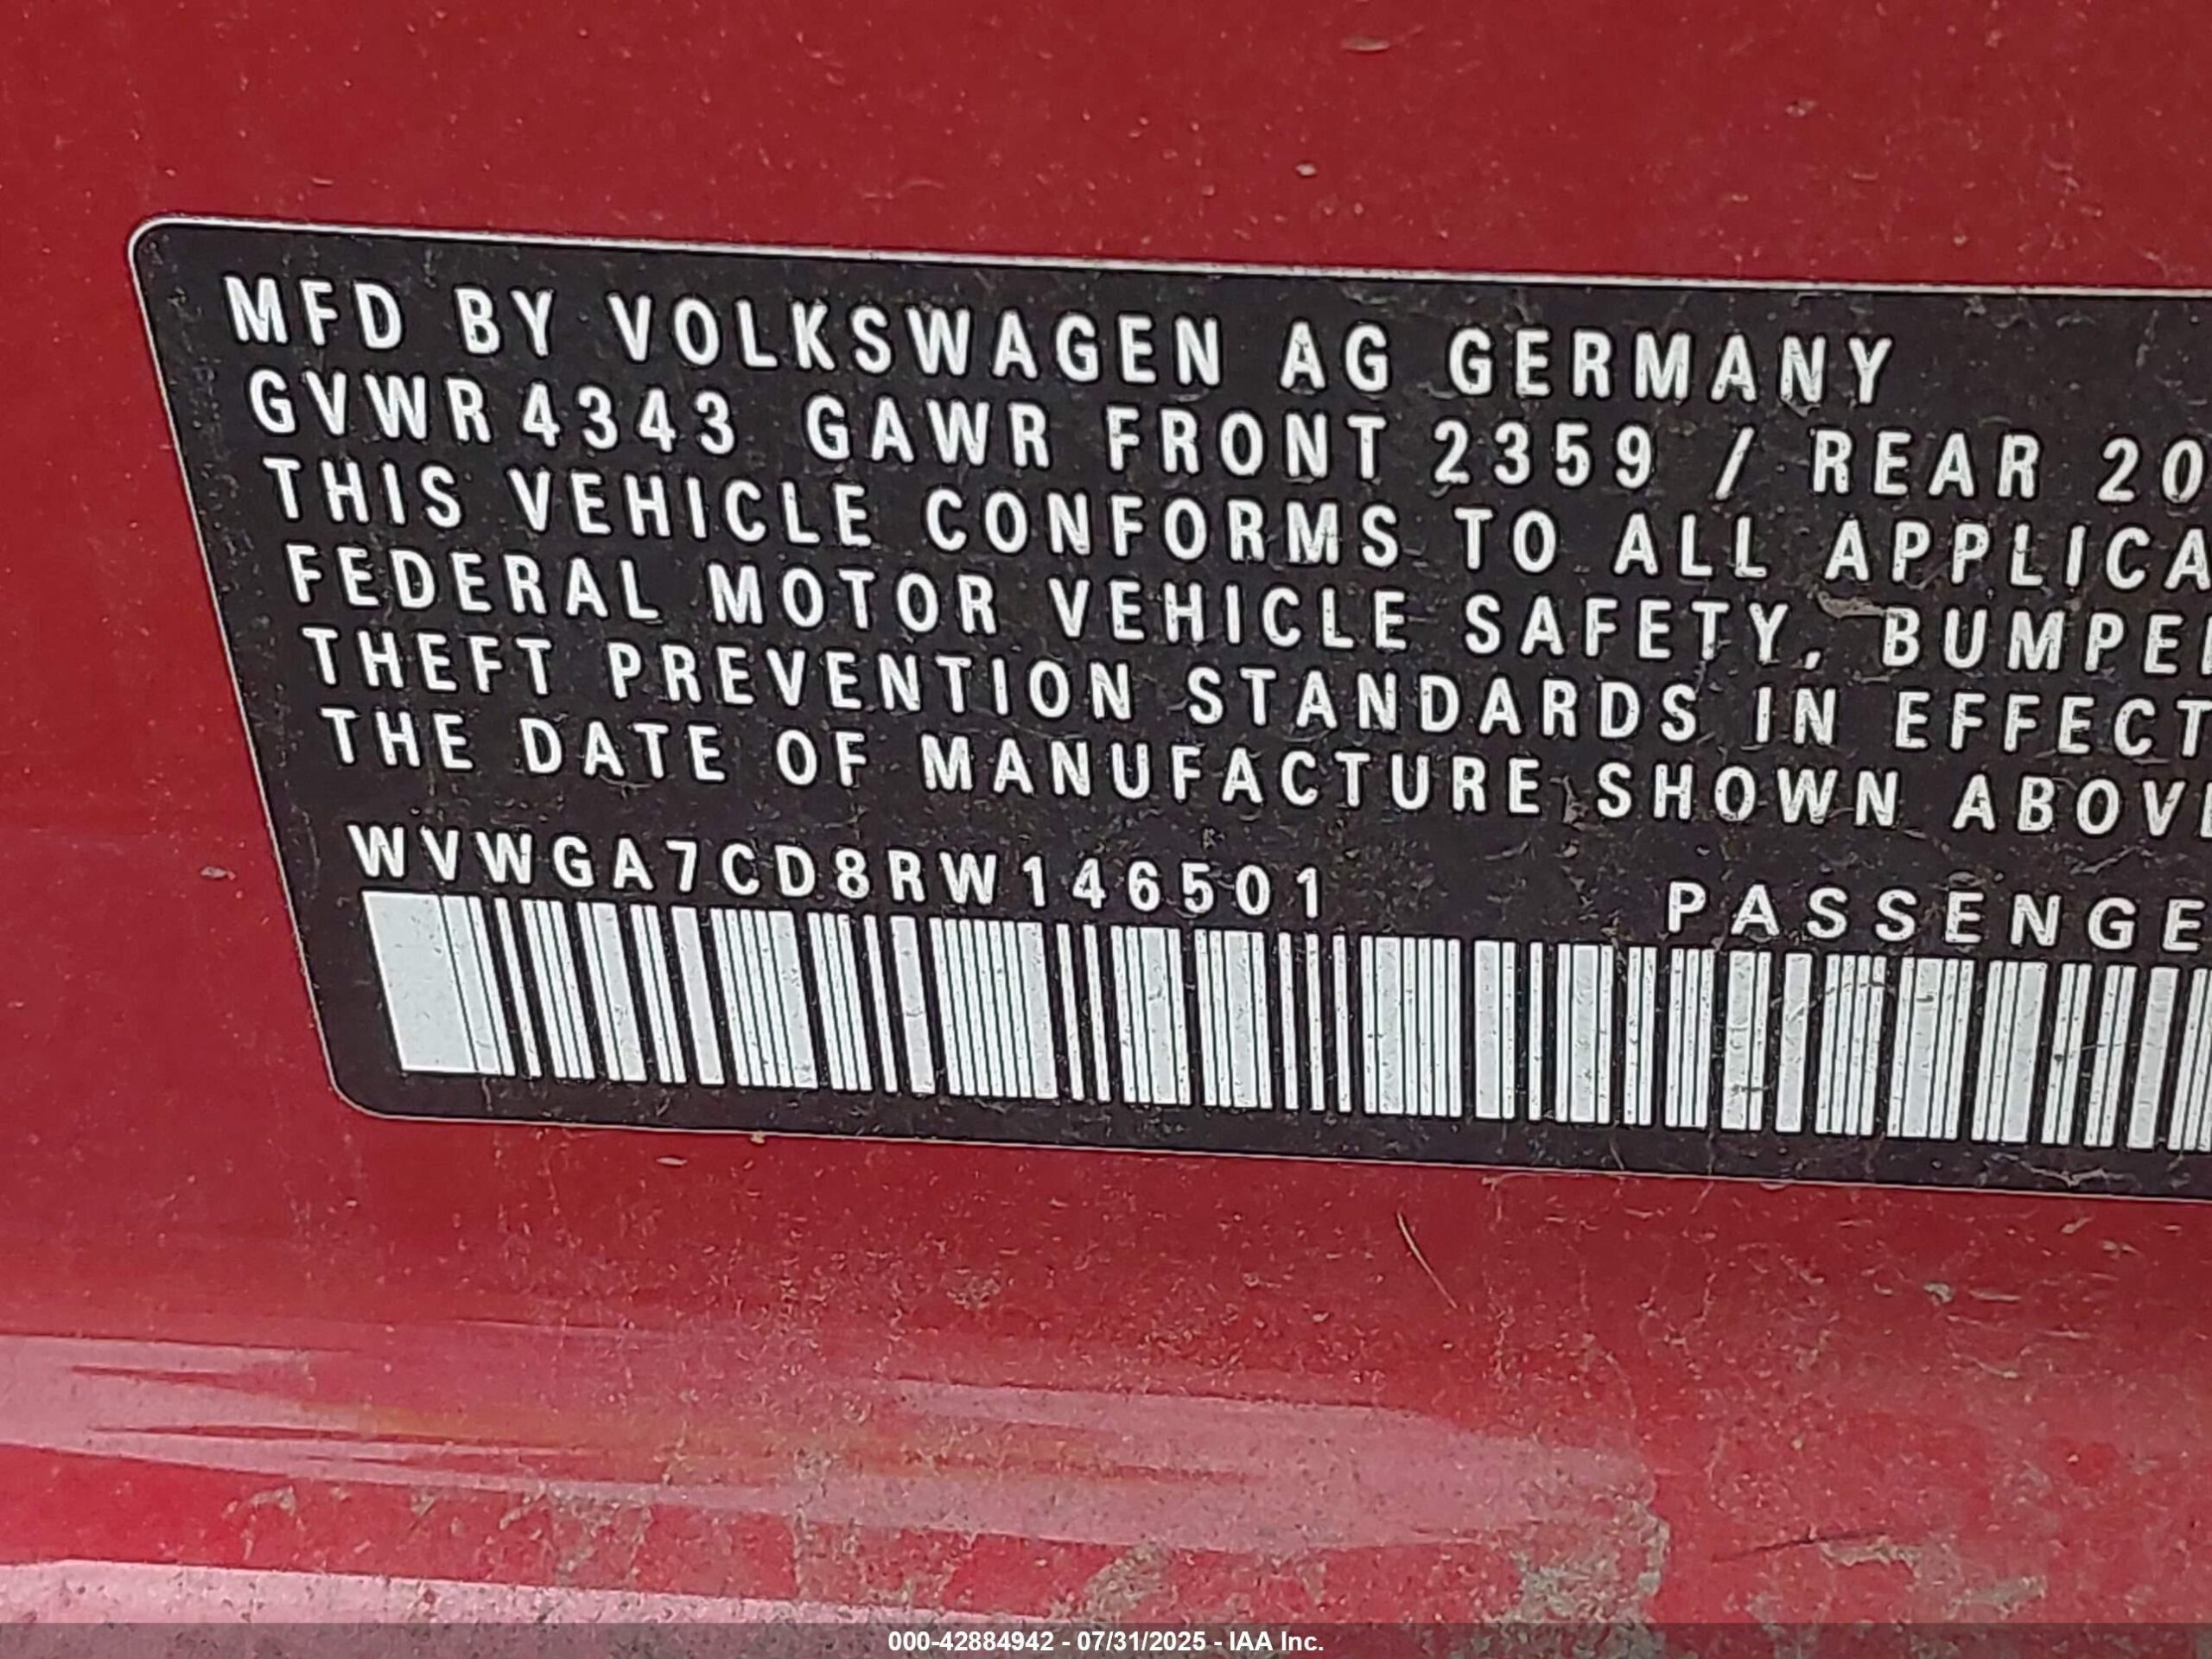 MFD BY VOLKSWAGEN AG GERMANY
GVWR 4343 GAWR FRONT 2359 / REAR 20
THIS VEHICLE CONFORMS TO ALL APPLICA
FEDERAL MOTOR VEHICLE SAFETY, BUMPE
THEFT PREVENTION STANDARDS IN EFFECT
THE DATE OF MANUFACTURE SHOWN ABOV
WVWGA7CD8RW146501 PASSENGE
000-42884942 - 07/31/2025 - IAA Inc.